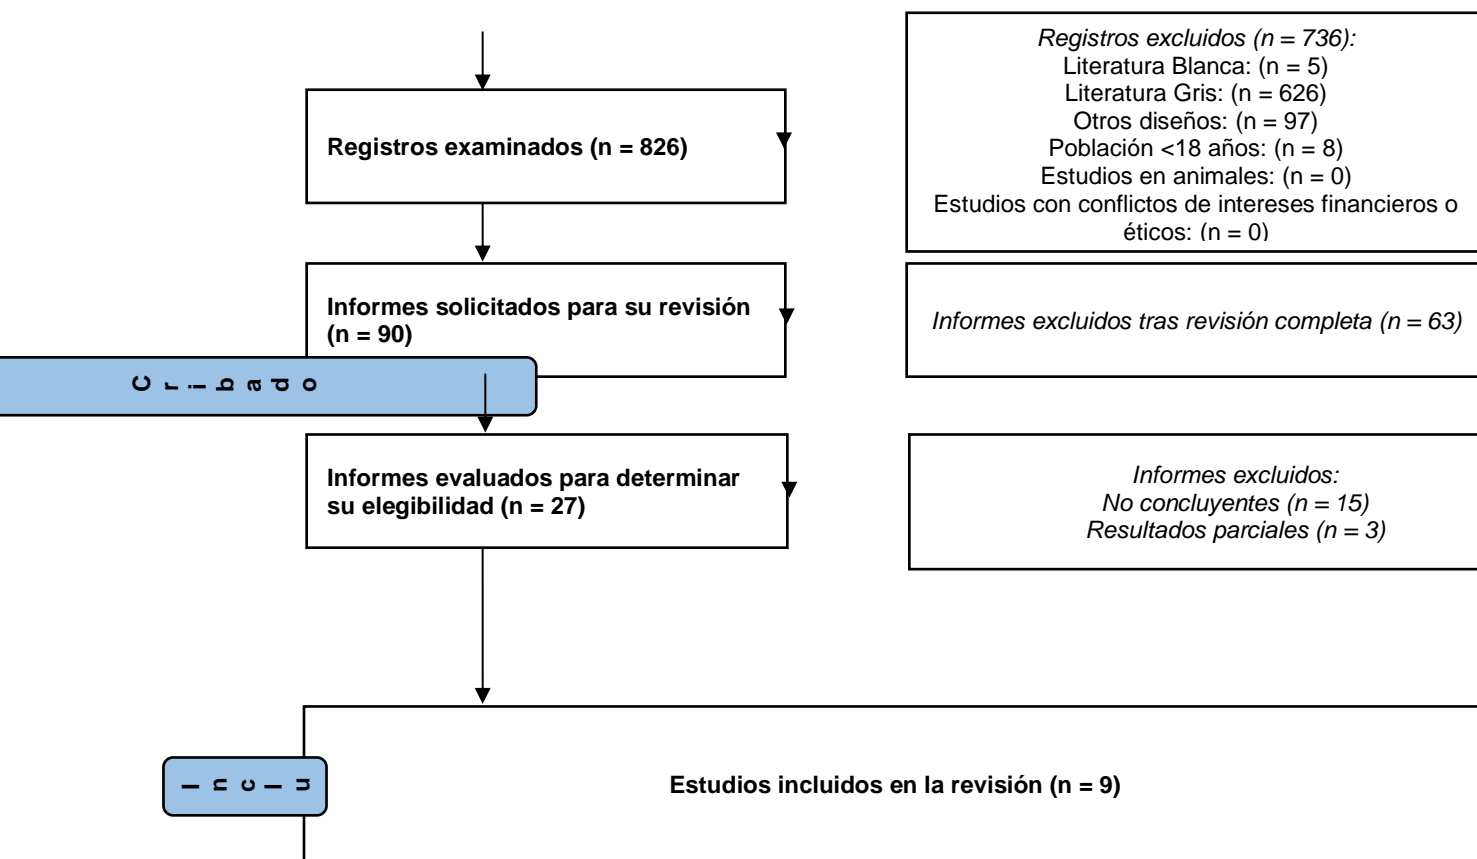 Registros examinados (n = 826)
Registros excluidos (n = 736):
Literatura Blanca: (n = 5)
Literatura Gris: (n = 626)
Otros diseños: (n = 97)
Población <18 años: (n = 8)
Estudios en animales: (n = 0)
Estudios con conflictos de intereses financieros o
éticos: (n = 0)
Informes solicitados para su revisión
(n = 90)
Informes excluidos tras revisión completa (n = 63)
Cribado
Informes evaluados para determinar
su elegibilidad (n = 27)
Informes excluidos:
No concluyentes (n = 15)
Resultados parciales (n = 3)
Inclu
Estudios incluidos en la revisión (n = 9)